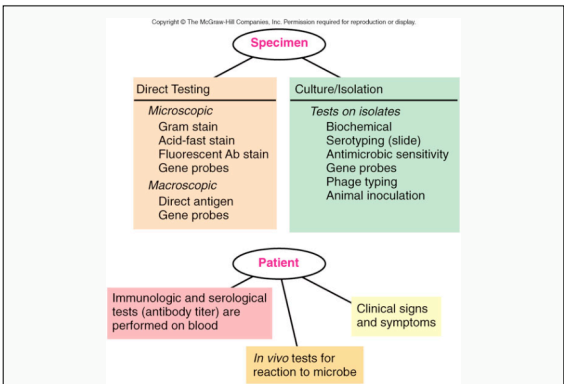 Copyright © The McGraw-Hill Companies, Inc. Permission required for reproduction or display.
Specimen
Direct Testing
Microscopic
Gram stain
Acid-fast stain
Fluorescent Ab stain
Gene probes
Macroscopic
Direct antigen
Gene probes
Culture/Isolation
Tests on isolates
Biochemical
Serotyping (slide)
Antimicrobic sensitivity
Gene probes
Phage typing
Animal inoculation
Patient
Immunologic and serological
tests (antibody titer) are
performed on blood
In vivo tests for
reaction to microbe
Clinical signs
and symptoms